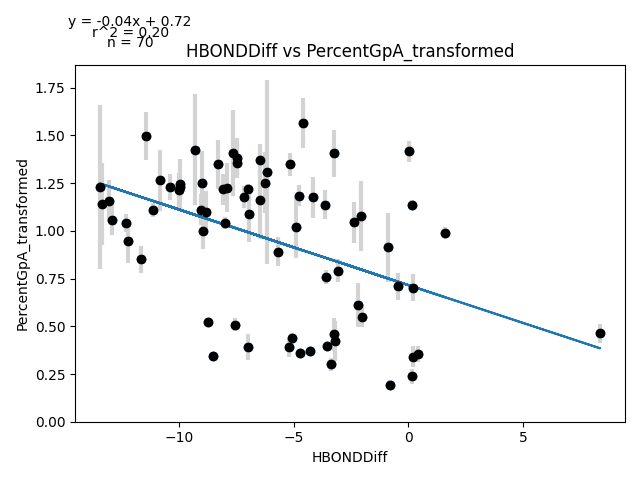 y = -0.04x + 0.72
r^2 = 0.20
n = 70
HBONDDiff vs PercentGpA_transformed
PercentGpA_transformed
1.75
1.50
1.25
1.00
0.75
0.50
0.25
0.00
−10
−5
0
5
HBONDDiff